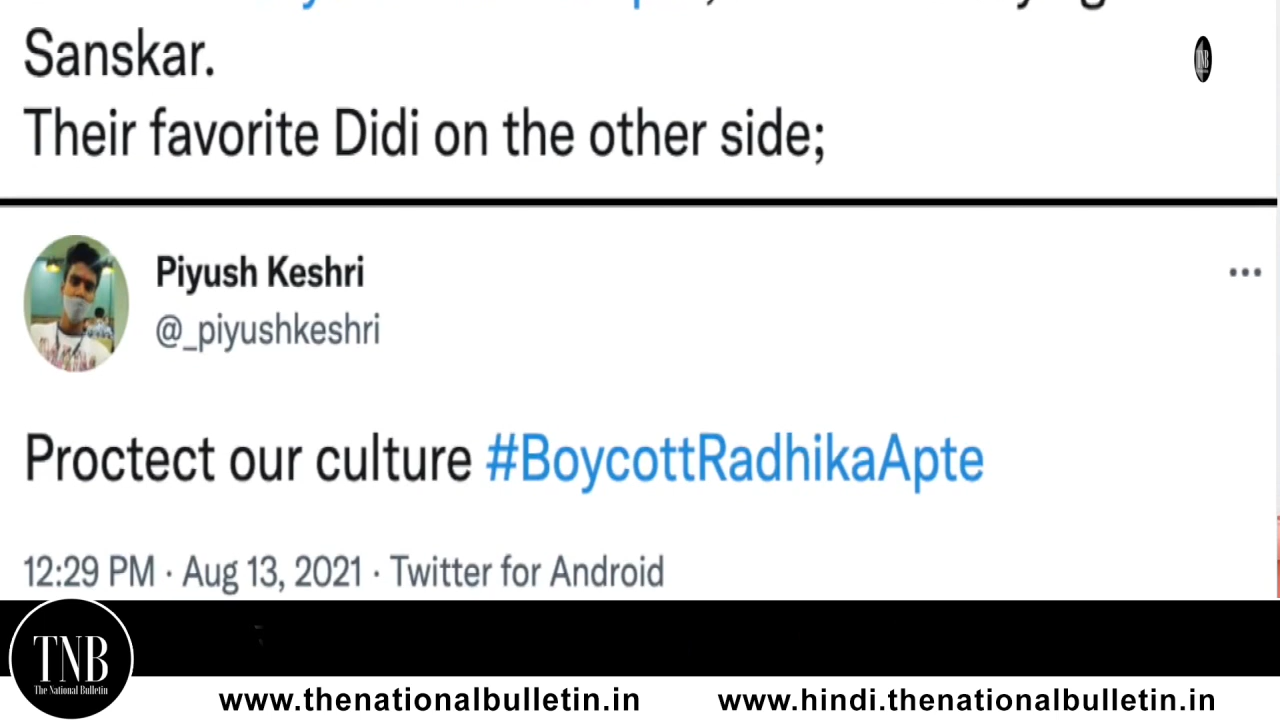 Sanskar.
Their favorite Didi on the other side;
Piyush Keshri
@_piyushkeshri
Proctect our culture #BoycottRadhikaApte
12:29 PM · Aug 13, 2021 · Twitter for Android
TNB
The National Bulletin
www.thenationalbulletin.in
www.hindi.thenationalbulletin.in